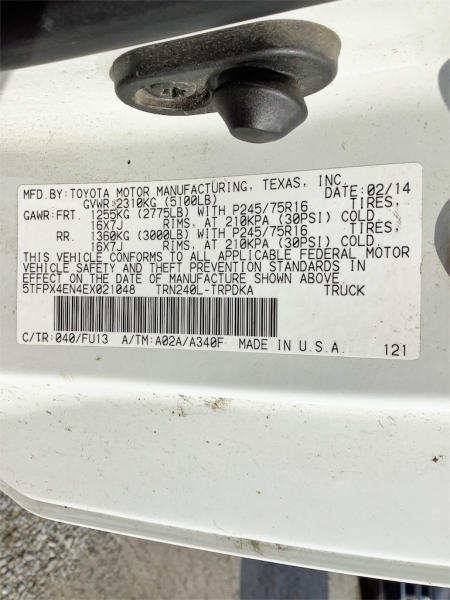 MFD.BY:TOYOTA MOTOR MANUFACTURING, TEXAS, INC. DATE:02/14
GVWR:2310KG (5100LB)
GAWR:FRT. 1255KG (2775LB) WITH P245/75R16 TIRES,
16X7J RIMS, AT 210KPA (30PSI) COLD
RR. 1360KG (3000LB) WITH P245/75R16 TIRES,
16X7J RIMS, AT 210KPA (30PSI) COLD.
THIS VEHICLE CONFORMS TO ALL APPLICABLE FEDERAL MOTOR
VEHICLE SAFETY AND THEFT PREVENTION STANDARDS IN
EFFECT ON THE DATE OF MANUFACTURE SHOWN ABOVE.
5TFPX4EN4EX021048 TRN240L-TRPDKA TRUCK
C/TR:040/FU13 A/TM:A02A/A340F MADE IN U.S.A. 121